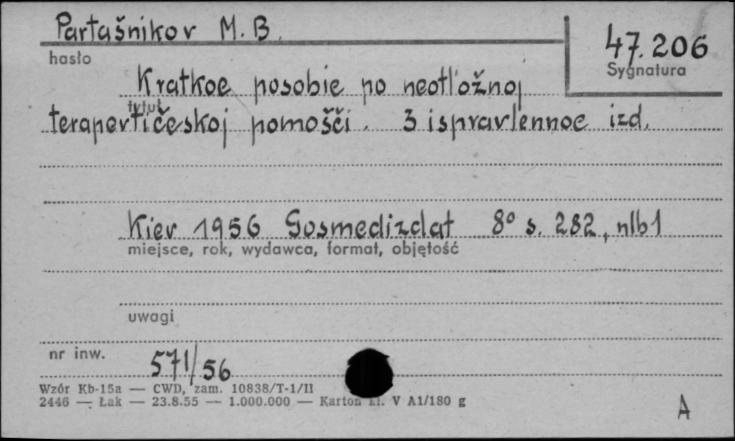 Partašnikov M. B.
hasło
47.206
Sygnatura
Kratkoe posobie po neotložnoj
tytuł
terapevtičeskoj pomošči. 3 ispravlennoe izd.
Kiev 1956 Gosmedizdat 8° s. 282, nlb1
miejsce, rok, wydawca, format, objętość
uwagi
nr inw. 571/56
Wzór Kb-15a — CWD, zam. 10838/T-1/II
2446 — Łak — 23.8.55 — 1.000.000 — Karton kl. V A1/180 g
A